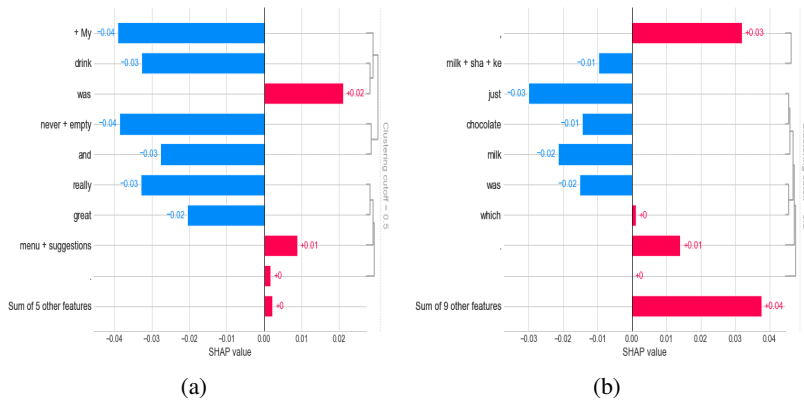 + My
−0.04
drink
−0.03
was
+0.02
never + empty
−0.04
and
−0.03
really
−0.03
great
−0.02
menu + suggestions
+0.01
.
+0
Sum of 5 other features
+0
−0.04 −0.03 −0.02 −0.01 0.00 0.01 0.02
SHAP value
Clustering cutoff = 0.5
(a)
,
+0.03
milk + sha + ke
−0.01
just
−0.03
chocolate
−0.01
milk
−0.02
was
−0.02
which
+0
.
+0.01
+0
Sum of 9 other features
+0.04
−0.03 −0.02 −0.01 0.00 0.01 0.02 0.03 0.04
SHAP value
(b)